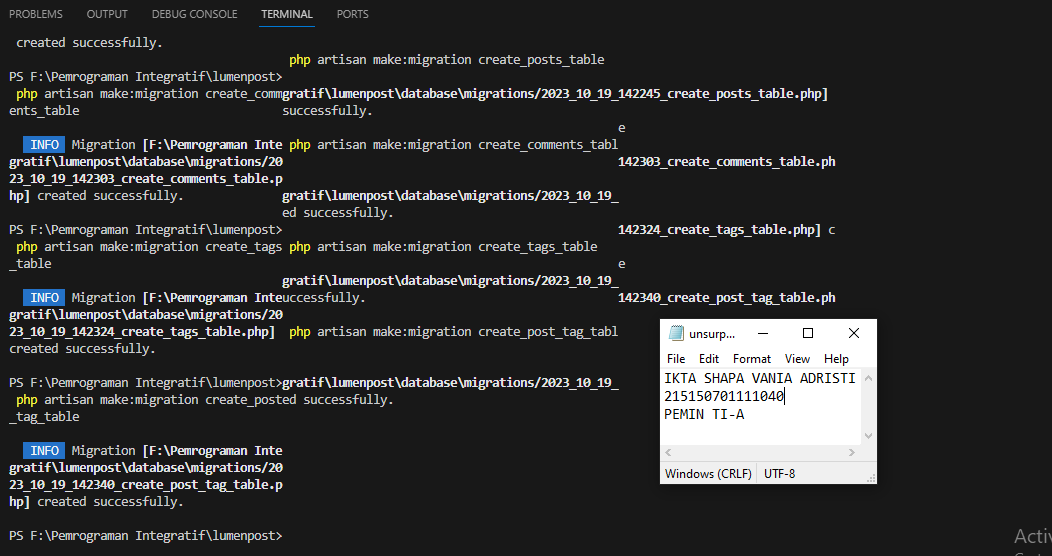 PROBLEMS OUTPUT DEBUG CONSOLE TERMINAL PORTS
created successfully.
php artisan make:migration create_posts_table
PS F:\Pemrograman Integratif\lumenpost>
php artisan make:migration create_commgratif\lumenpost\database\migrations/2023_10_19_142245_create_posts_table.php]
ents_table successfully.
e
INFO Migration [F:\Pemrograman Inte php artisan make:migration create_comments_tabl
gratif\lumenpost\database\migrations/20 142303_create_comments_table.ph
23_10_19_142303_create_comments_table.p
hp] created successfully. gratif\lumenpost\database\migrations/2023_10_19_
ed successfully.
PS F:\Pemrograman Integratif\lumenpost> 142324_create_tags_table.php] c
php artisan make:migration create_tags php artisan make:migration create_tags_table
_table e
gratif\lumenpost\database\migrations/2023_10_19_
INFO Migration [F:\Pemrograman Inteuccessfully. 142340_create_post_tag_table.ph
gratif\lumenpost\database\migrations/20
23_10_19_142324_create_tags_table.php] php artisan make:migration create_post_tag_tabl
created successfully.
PS F:\Pemrograman Integratif\lumenpost>gratif\lumenpost\database\migrations/2023_10_19_
php artisan make:migration create_posted successfully.
_tag_table
INFO Migration [F:\Pemrograman Inte
gratif\lumenpost\database\migrations/20
23_10_19_142340_create_post_tag_table.p
hp] created successfully.
PS F:\Pemrograman Integratif\lumenpost>
unsurp...
File Edit Format View Help
IKTA SHAPA VANIA ADRISTI
215150701111040
PEMIN TI-A
Windows (CRLF) UTF-8